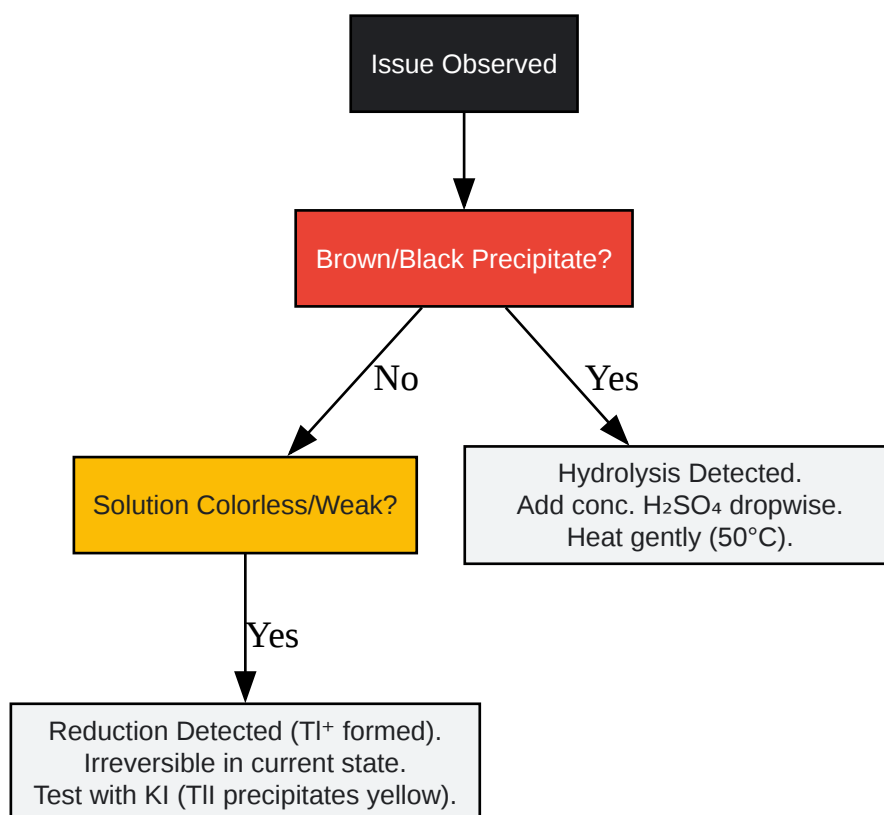 Issue Observed
Brown/Black Precipitate?
No
Yes
Solution Colorless/Weak?
Hydrolysis Detected.
Add conc. H₂SO₄ dropwise.
Heat gently (50°C).
Yes
Reduction Detected (Tl⁺ formed).
Irreversible in current state.
Test with KI (TlI precipitates yellow).